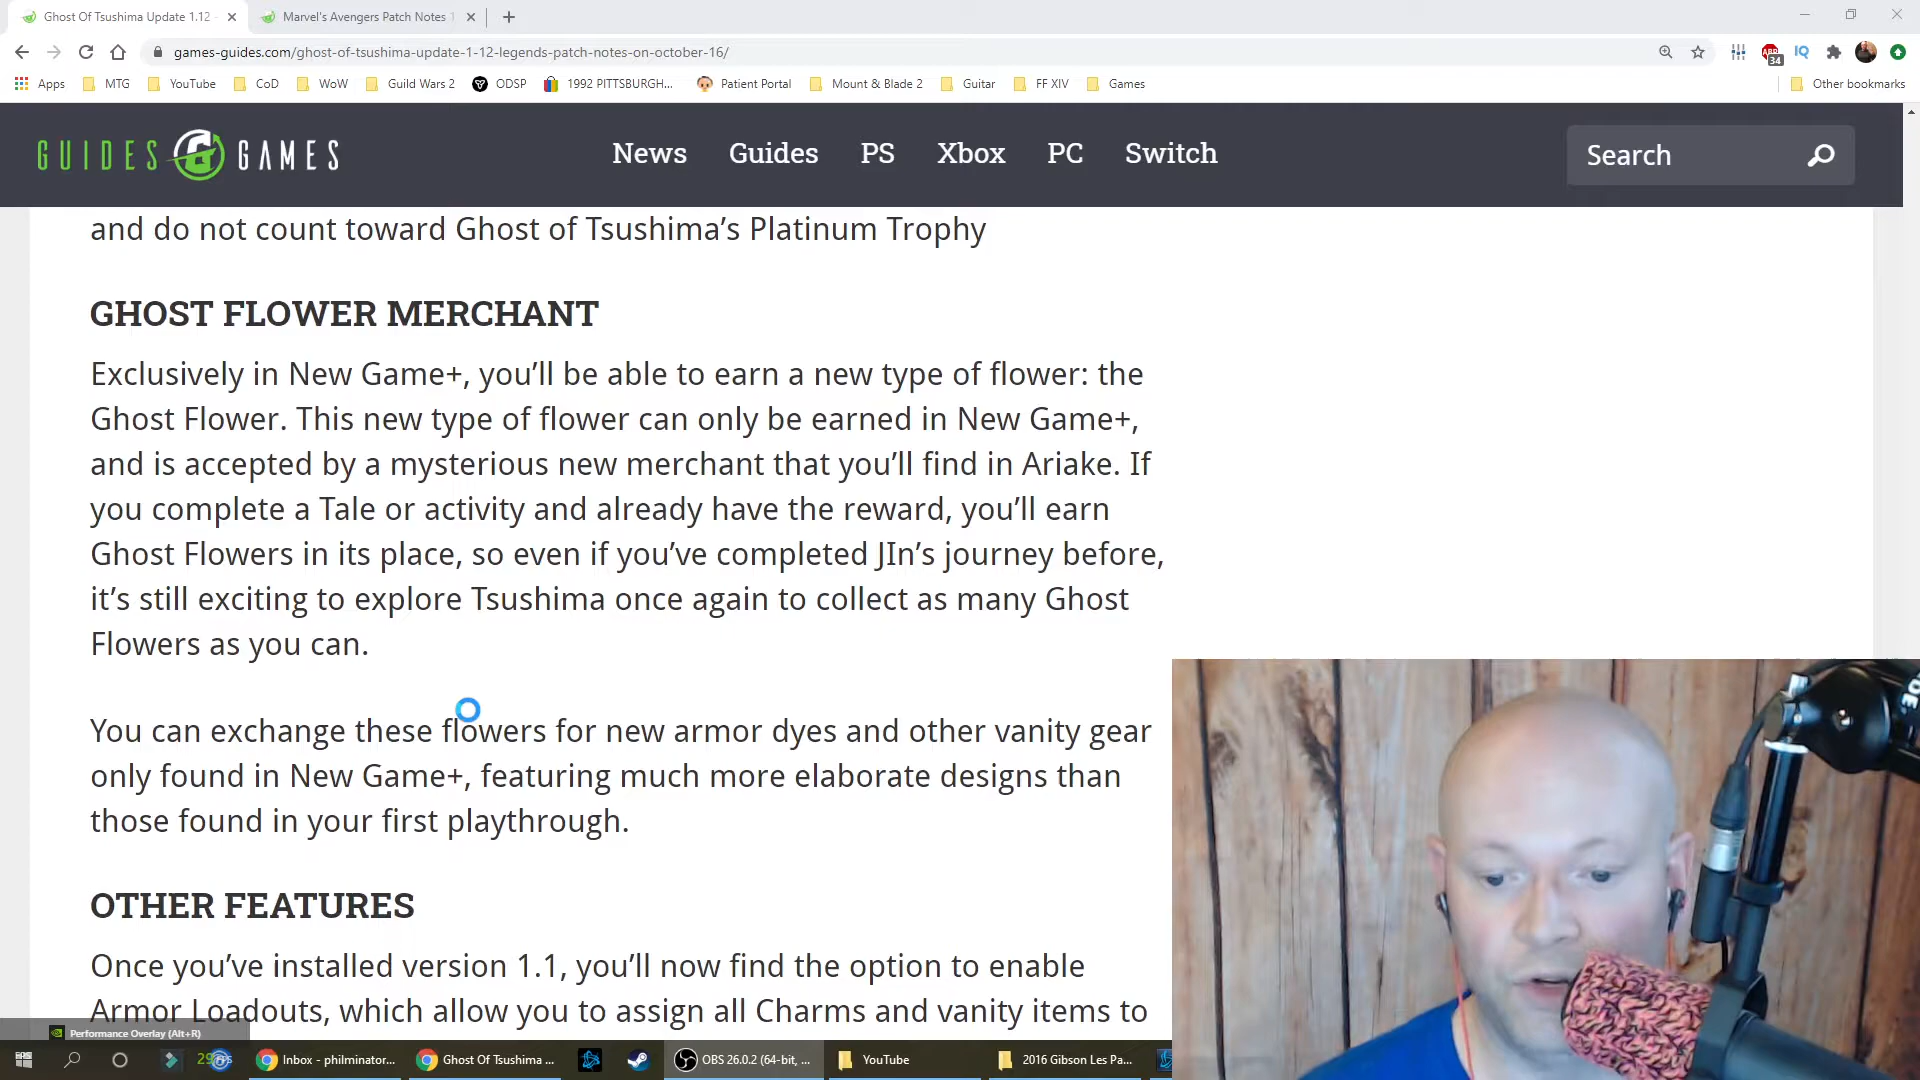 Ghost Of Tsushima Update 1.12
Marvel's Avengers Patch Notes
games-guides.com/ghost-of-tsushima-update-1-12-legends-patch-notes-on-october-16/
ABP
34
IQ
Apps
MTG
YouTube
CoD
WoW
Guild Wars 2
ODSP
1992 PITTSBURGH...
Patient Portal
Mount & Blade 2
Guitar
FF XIV
Games
Other bookmarks
GUIDES GAMES
News
Guides
PS
Xbox
PC
Switch
Search
and do not count toward Ghost of Tsushima’s Platinum Trophy
GHOST FLOWER MERCHANT
Exclusively in New Game+, you’ll be able to earn a new type of flower: the
Ghost Flower. This new type of flower can only be earned in New Game+,
and is accepted by a mysterious new merchant that you’ll find in Ariake. If
you complete a Tale or activity and already have the reward, you’ll earn
Ghost Flowers in its place, so even if you’ve completed JIn’s journey before,
it’s still exciting to explore Tsushima once again to collect as many Ghost
Flowers as you can.
You can exchange these flowers for new armor dyes and other vanity gear
only found in New Game+, featuring much more elaborate designs than
those found in your first playthrough.
OTHER FEATURES
Once you’ve installed version 1.1, you’ll now find the option to enable
Armor Loadouts, which allow you to assign all Charms and vanity items to
Performance Overlay (Alt+R)
Inbox - philminator...
Ghost Of Tsushima ...
OBS 26.0.2 (64-bit, ...
YouTube
2016 Gibson Les Pa...